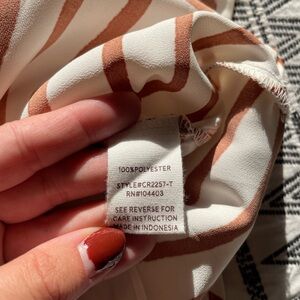 100%POLYESTER
STYLE#CR2257-T
RN#104403
SEE REVERSE FOR
CARE INSTRUCTION
MADE IN INDONESIA